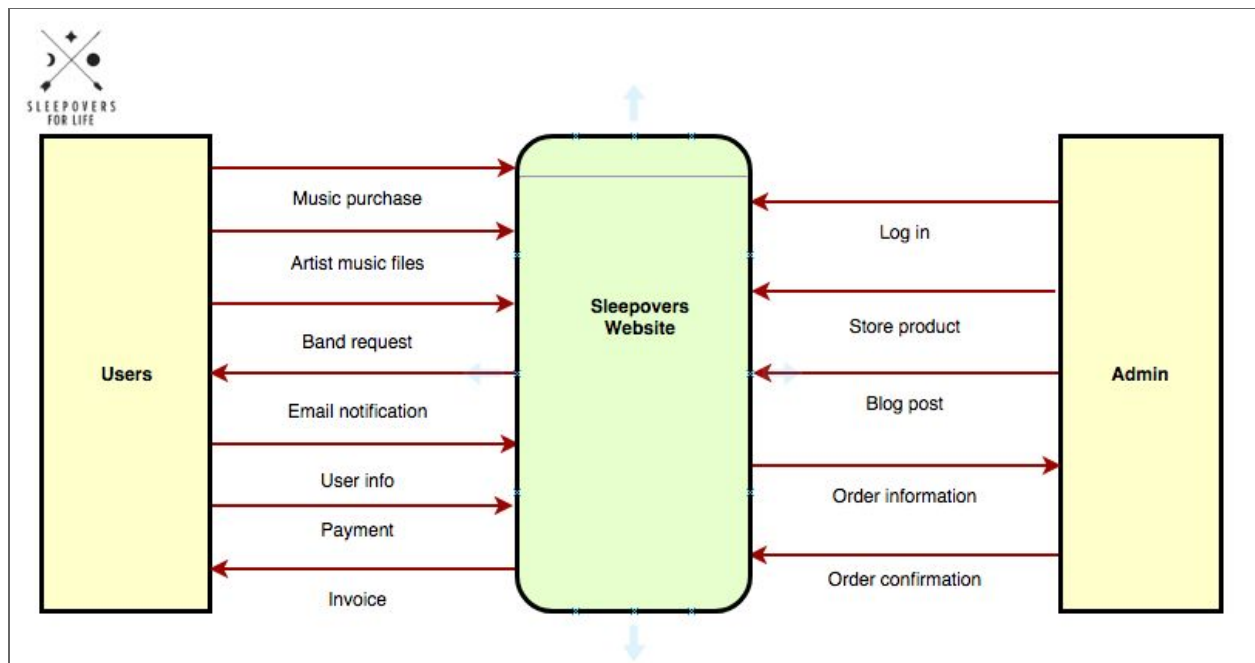 SLEEPOVERS
FOR LIFE
Users
Music purchase
Artist music files
Band request
Email notification
User info
Payment
Invoice
Sleepovers
Website
Log in
Store product
Blog post
Order information
Order confirmation
Admin